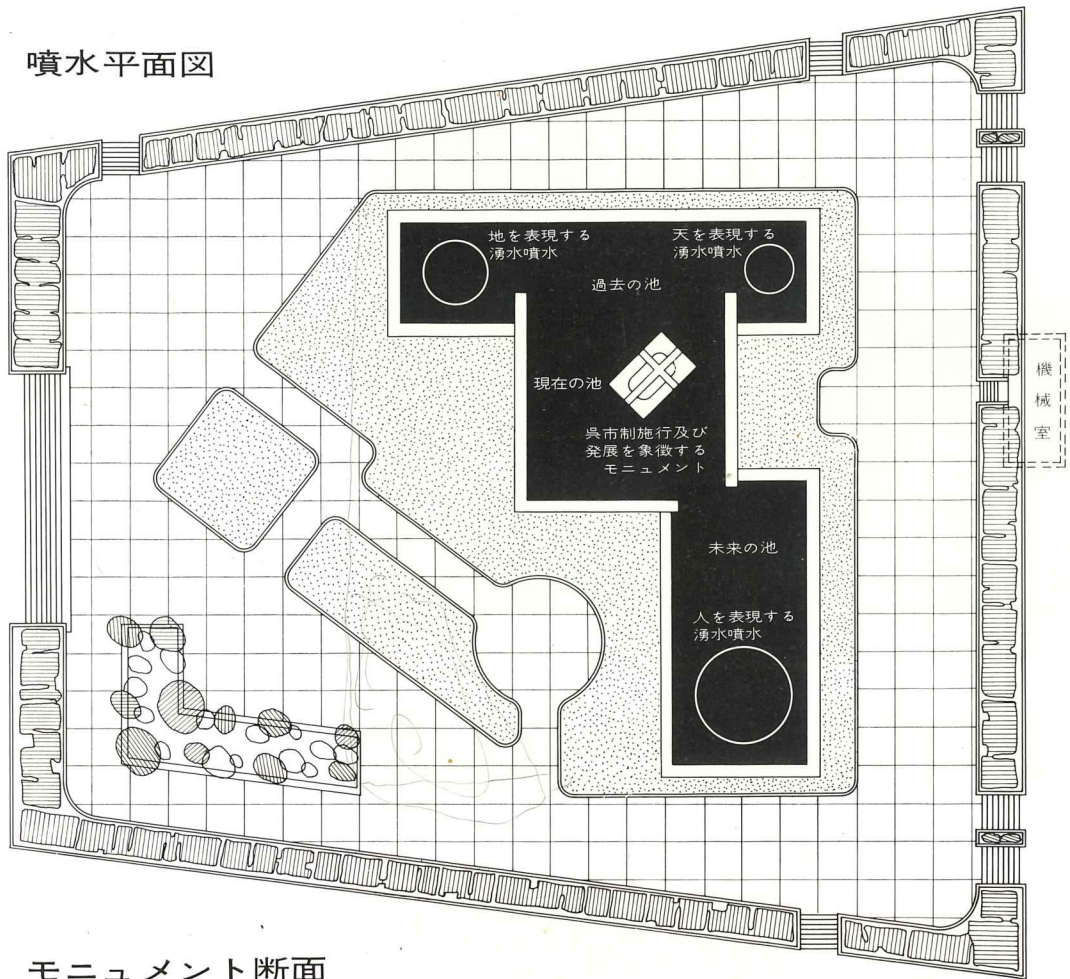 噴水平面図
地を表現する
湧水噴水
天を表現する
湧水噴水
過去の池
現在の池
呉市制施行及び
発展を象徴する
モニュメント
機械室
未来の池
人を表現する
湧水噴水
モニュメント断面